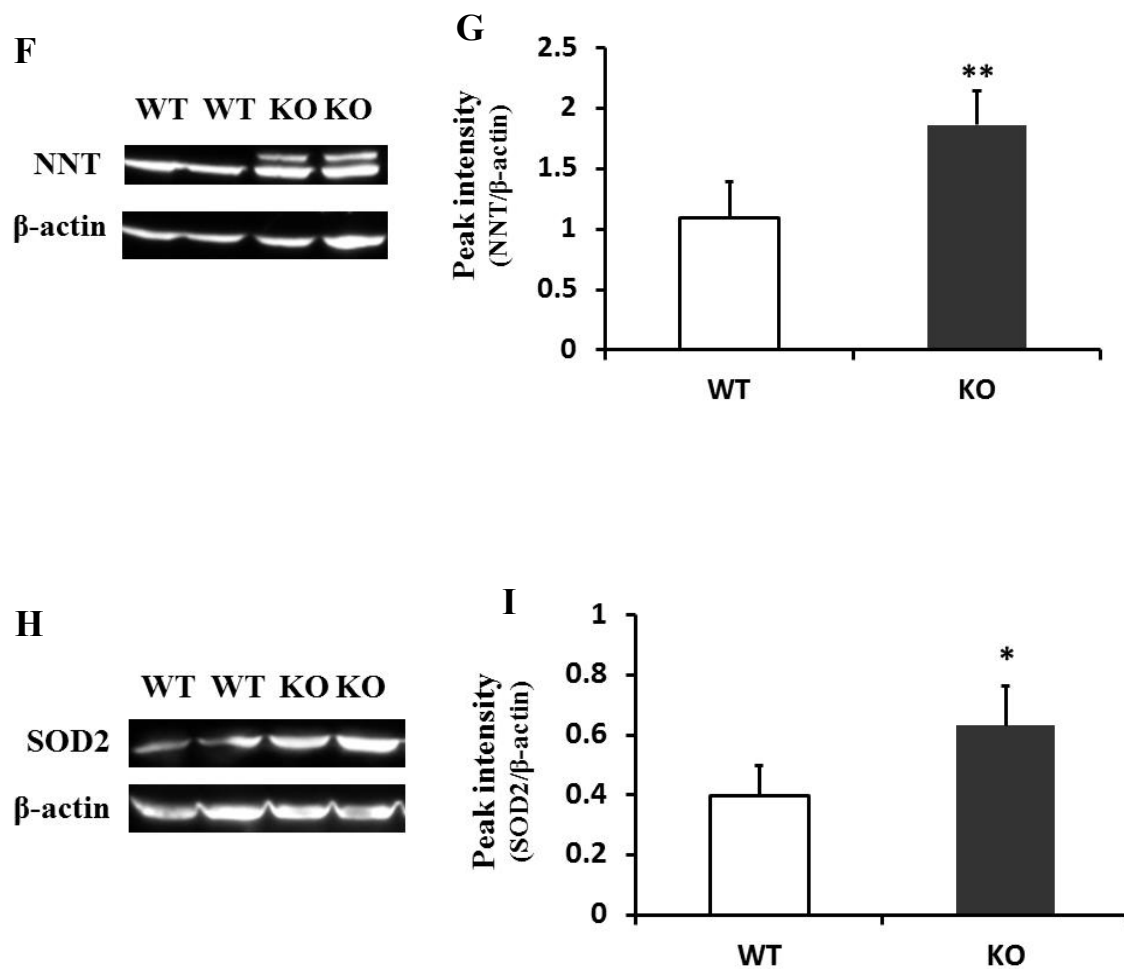 F
WT WT KO KO
NNT
β-actin
G
Peak intensity
(NNT/β-actin)
2.5
**
2
1.5
1
0.5
0
WT KO
H
WT WT KO KO
SOD2
β-actin
I
Peak intensity
(SOD2/β-actin)
1
0.8
*
0.6
0.4
0.2
0
WT KO